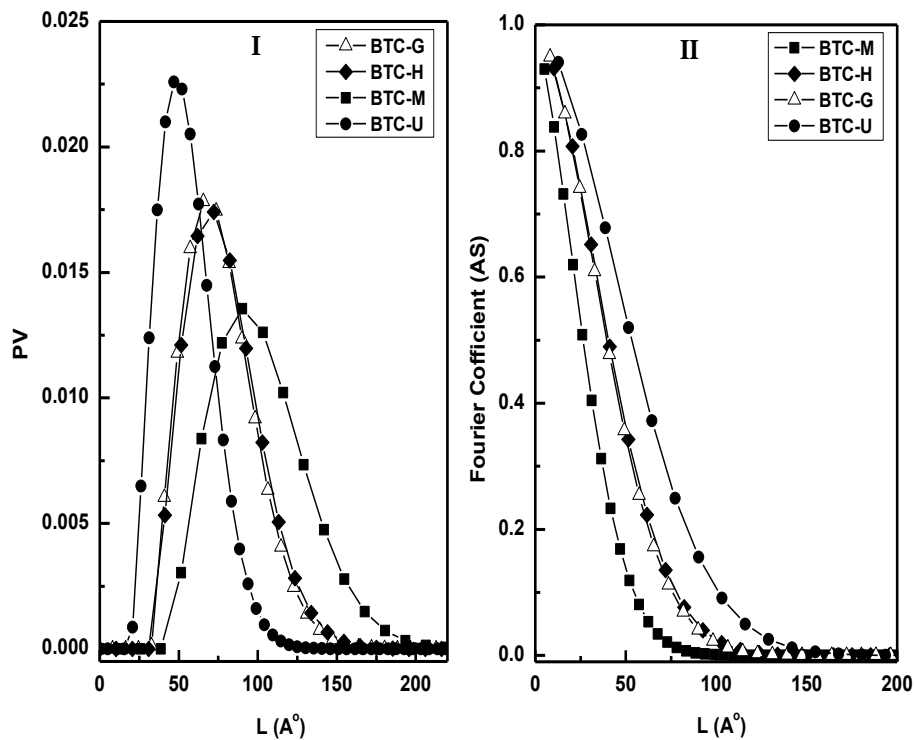 I
BTC-G
BTC-H
BTC-M
BTC-U
0.025
0.020
0.015
0.010
0.005
0.000
PV
0 50 100 150 200
L (A°)
II
BTC-M
BTC-H
BTC-G
BTC-U
1.0
0.8
0.6
0.4
0.2
0.0
Fourier Cofficient (AS)
0 50 100 150 200
L (A°)